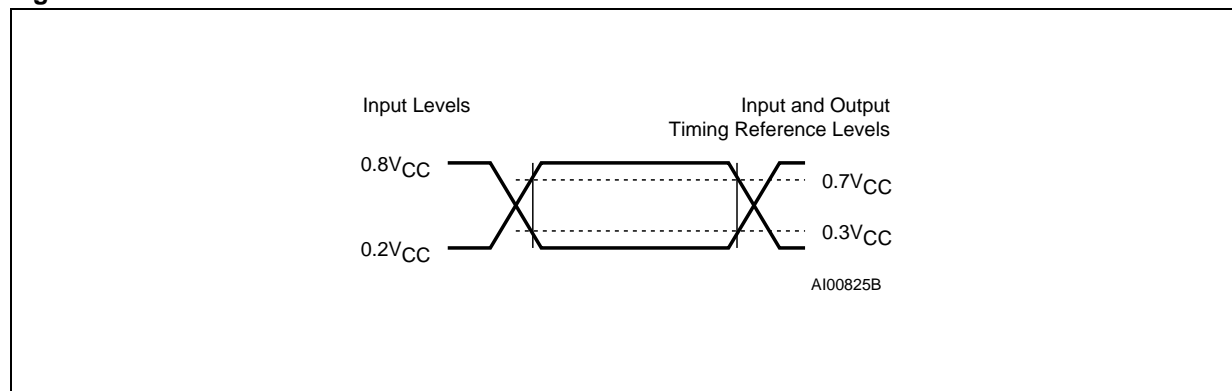 Input Levels
Input and Output
Timing Reference Levels
0.8VCC
0.7VCC
0.3VCC
0.2VCC
AI00825B